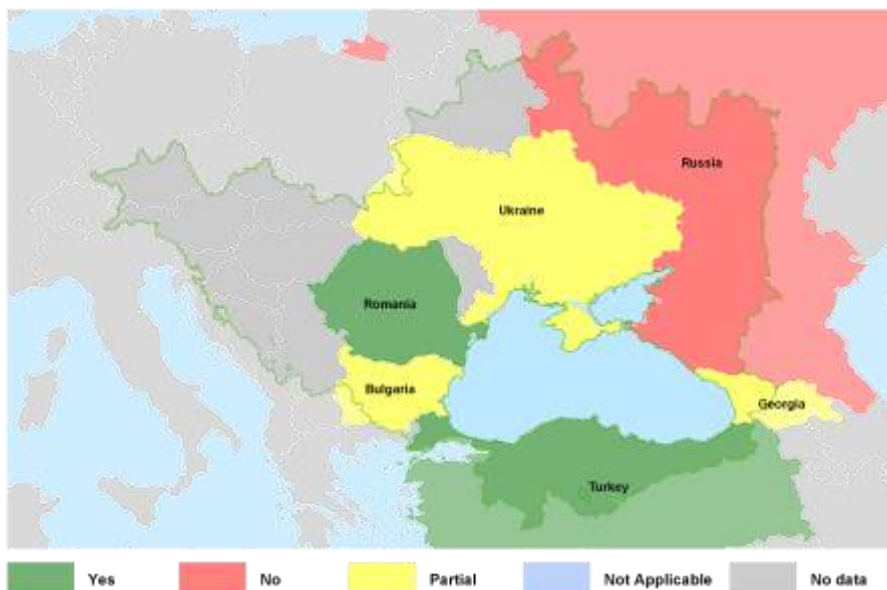 Russia
Ukraine
Romania
Bulgaria
Georgia
Turkey
Yes
No
Partial
Not Applicable
No data